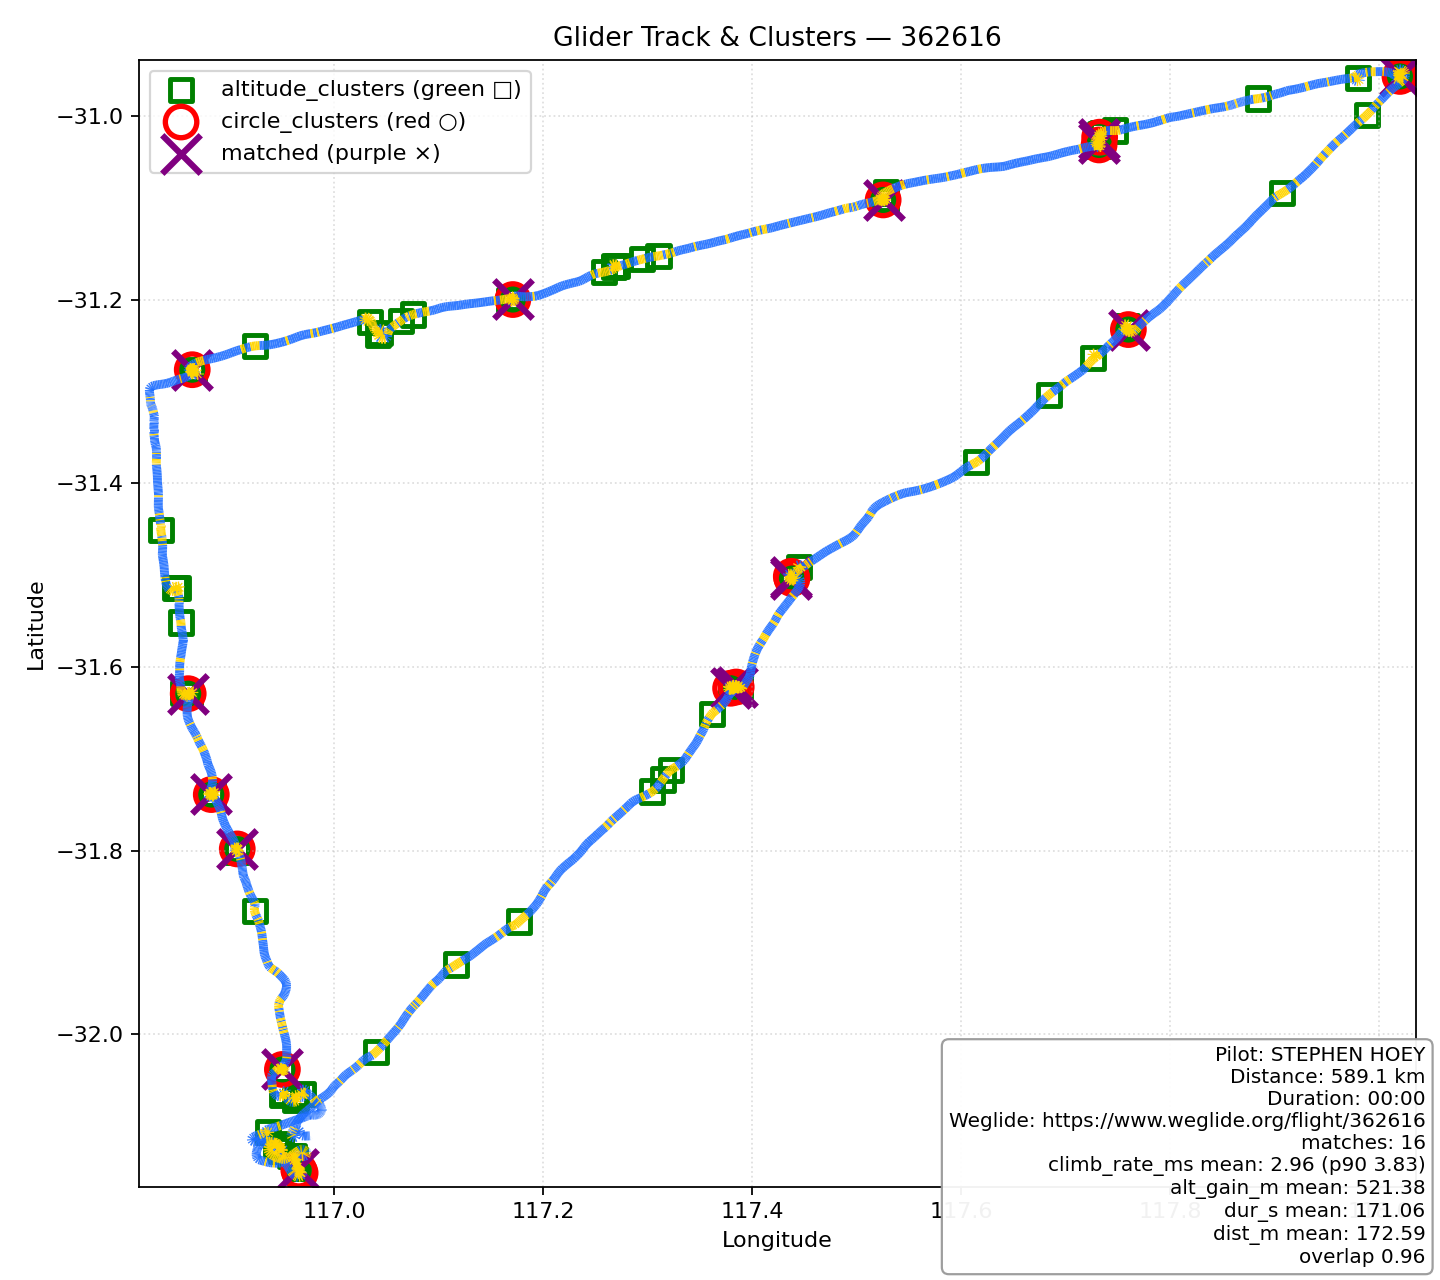 Glider Track & Clusters — 362616
altitude_clusters (green □)
circle_clusters (red ○)
matched (purple ×)
−31.0
−31.2
−31.4
−31.6
−31.8
−32.0
Latitude
117.0
117.2
117.4
117.6
117.8
Longitude
Pilot: STEPHEN HOEY
Distance: 589.1 km
Duration: 00:00
Weglide: https://www.weglide.org/flight/362616
matches: 16
climb_rate_ms mean: 2.96 (p90 3.83)
alt_gain_m mean: 521.38
dur_s mean: 171.06
dist_m mean: 172.59
overlap 0.96